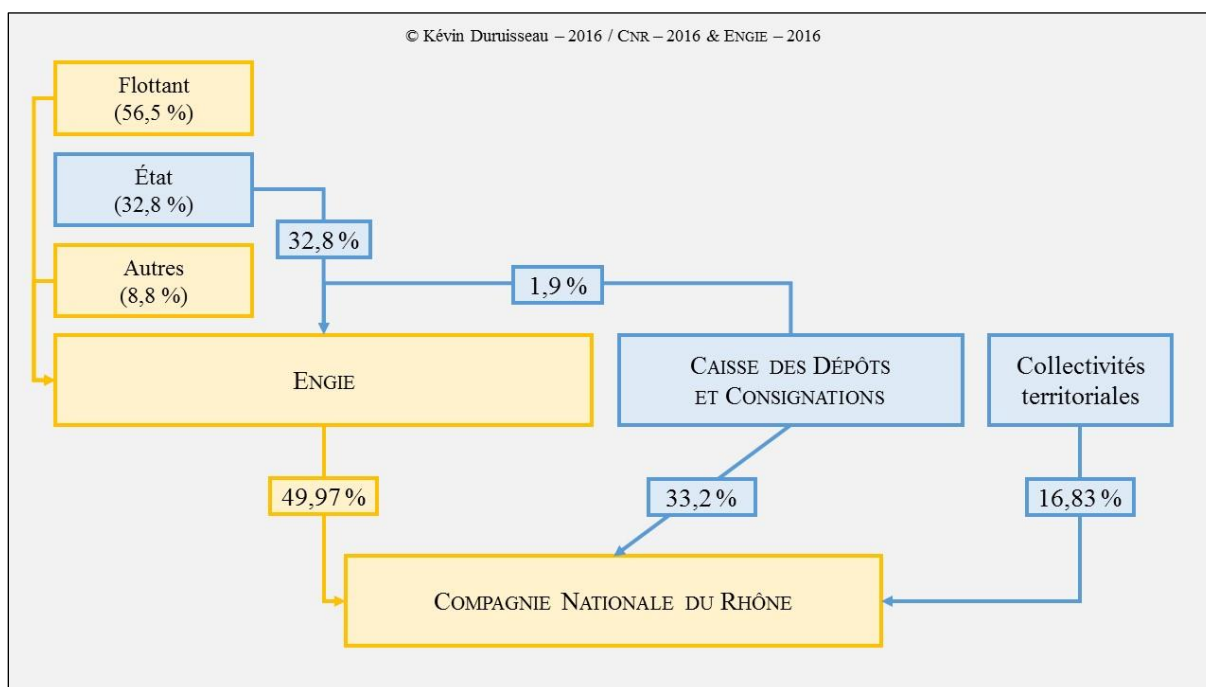 © Kévin Duruisseau – 2016 / CNR – 2016 & ENGIE – 2016
Flottant
(56,5 %)
État
(32,8 %)
32,8 %
Autres
(8,8 %)
1,9 %
ENGIE
CAISSE DES DÉPÔTS
ET CONSIGNATIONS
Collectivités
territoriales
49,97 %
33,2 %
16,83 %
COMPAGNIE NATIONALE DU RHÔNE